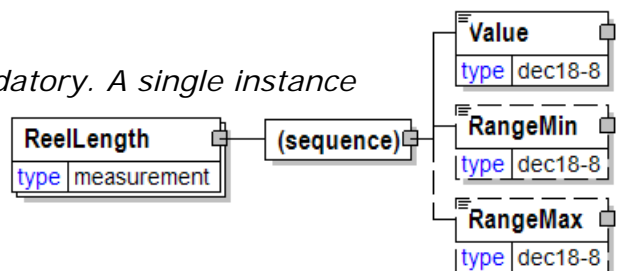 Value
type dec18-8
datory. A single instance
RangeMin
type dec18-8
ReelLength
type measurement
(sequence)
RangeMax
type dec18-8